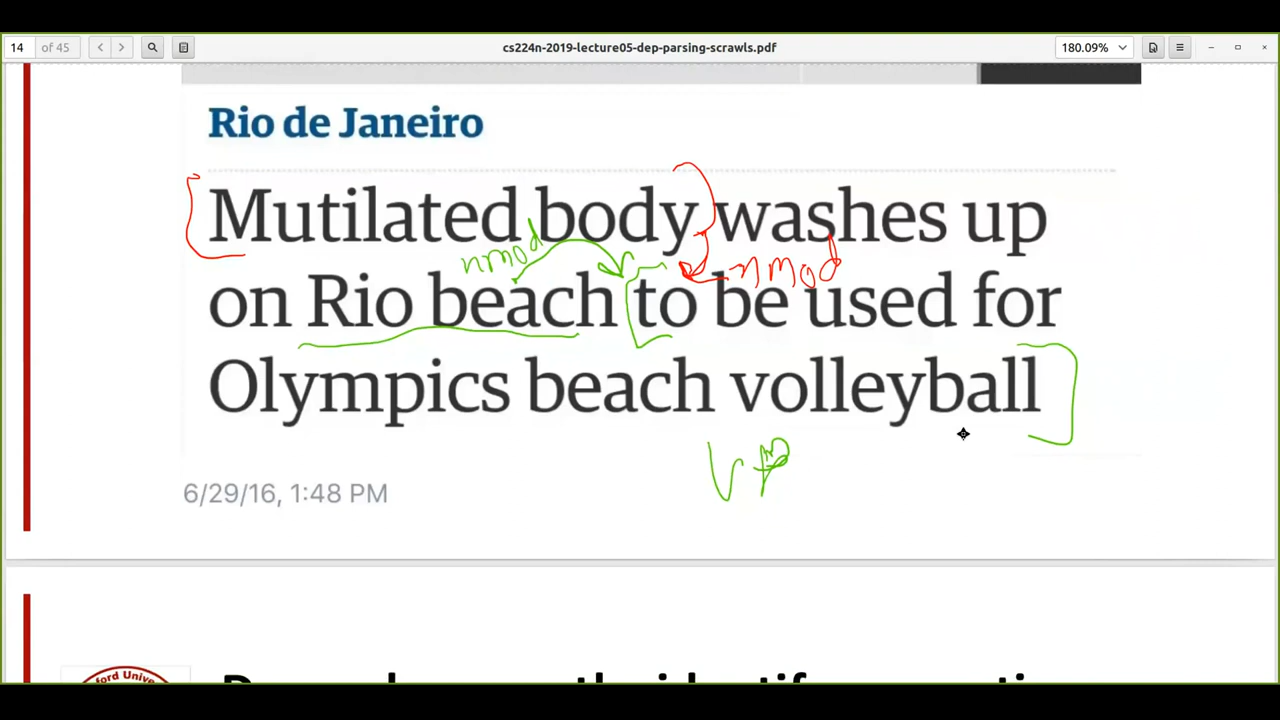 14 of 45
cs224n-2019-lecture05-dep-parsing-scrawls.pdf
180.09%
Rio de Janeiro
Mutilated body washes up
nmod
nmod
on Rio beach to be used for
Olympics beach volleyball
VP
6/29/16, 1:48 PM